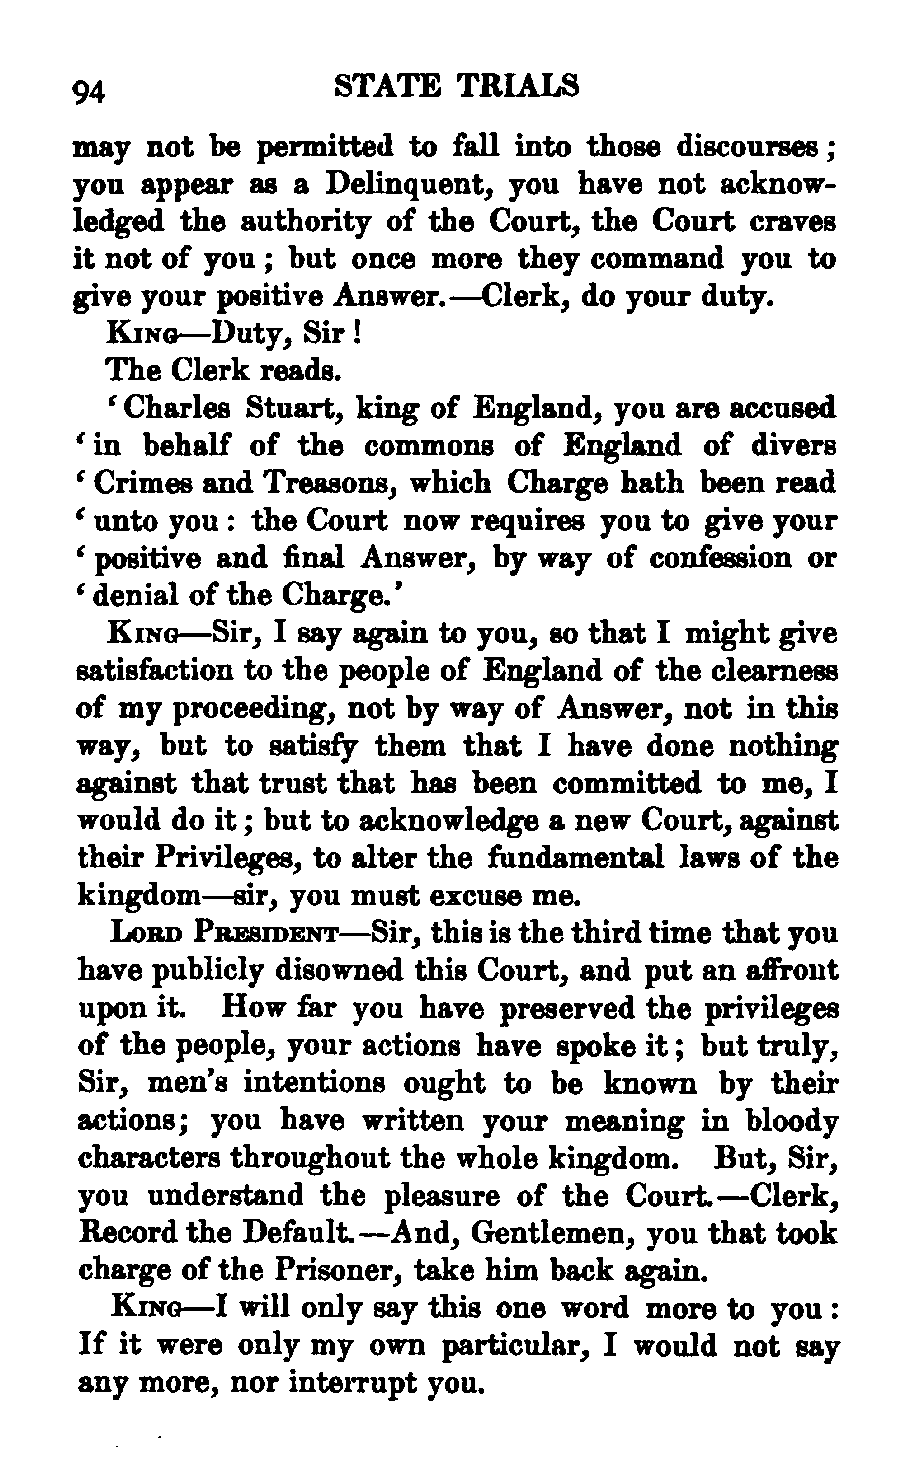 94 STATE TRIALS
may not be permitted to fall into those discourses ;
you appear as a Delinquent, you have not acknow-
ledged the authority of the Court, the Court craves
it not of you ; but once more they command you to
give your positive Answer.—Clerk, do your duty.
KING—Duty, Sir !
The Clerk reads.
‘ Charles Stuart, king of England, you are accused
‘ in behalf of the commons of England of divers
‘ Crimes and Treasons, which Charge hath been read
‘ unto you : the Court now requires you to give your
‘ positive and final Answer, by way of confession or
‘ denial of the Charge.’
KING—Sir, I say again to you, so that I might give
satisfaction to the people of England of the clearness
of my proceeding, not by way of Answer, not in this
way, but to satisfy them that I have done nothing
against that trust that has been committed to me, I
would do it ; but to acknowledge a new Court, against
their Privileges, to alter the fundamental laws of the
kingdom—sir, you must excuse me.
LORD PRESIDENT—Sir, this is the third time that you
have publicly disowned this Court, and put an affront
upon it. How far you have preserved the privileges
of the people, your actions have spoke it ; but truly,
Sir, men's intentions ought to be known by their
actions; you have written your meaning in bloody
characters throughout the whole kingdom. But, Sir,
you understand the pleasure of the Court.—Clerk,
Record the Default.—And, Gentlemen, you that took
charge of the Prisoner, take him back again.
KING—I will only say this one word more to you :
If it were only my own particular, I would not say
any more, nor interrupt you.